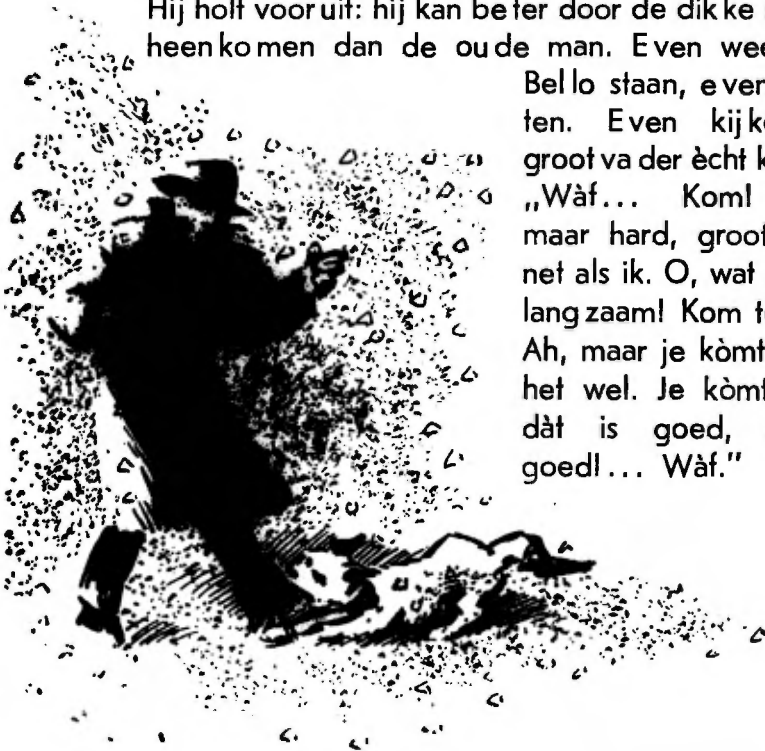 Hij holt vooruit: hij kan beter door de dikke
heenkomen dan de oude man. Even wee
Bello staan, even
ten. Even kijk
grootvader ècht k
„Wàf... Kom!
maar hard, groot
net als ik. O, wat
langzaam! Kom t
Ah, maar je kòmt
het wel. Je kòmt
dàt is goed,
goed!... Wàf."